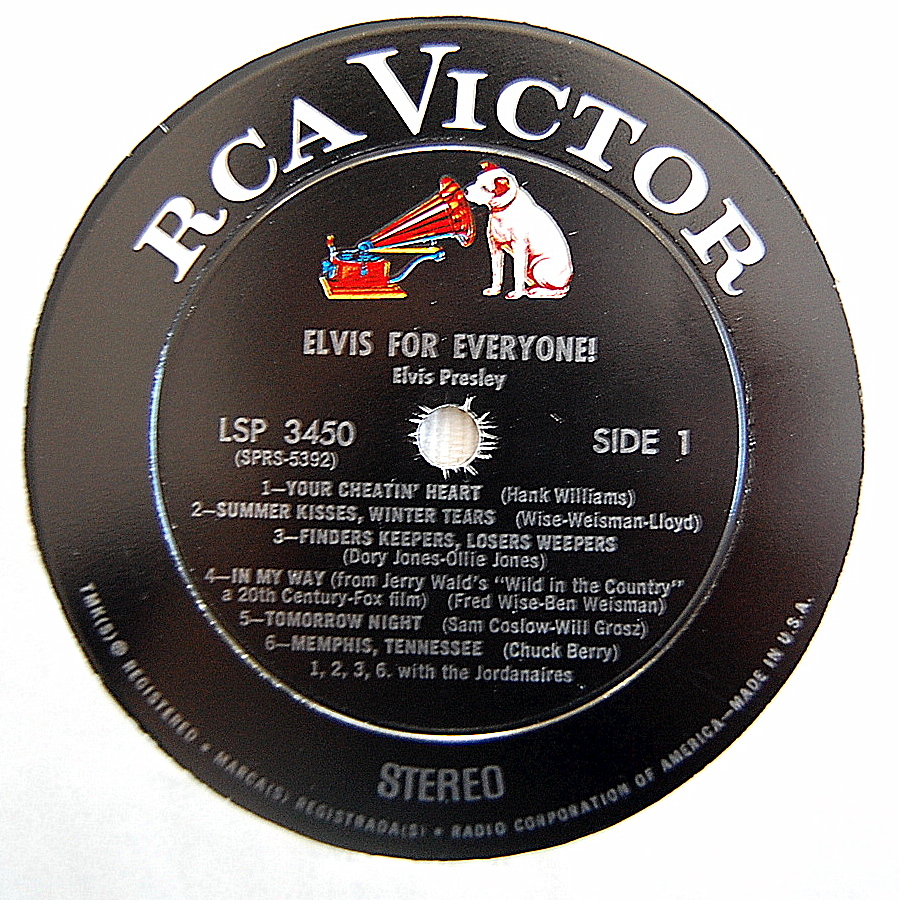 RCA VICTOR
ELVIS FOR EVERYONE!
Elvis Presley
LSP 3450
(SPRS-5392)
SIDE 1
1—YOUR CHEATIN' HEART (Hank Williams)
2—SUMMER KISSES, WINTER TEARS (Wise-Weisman-Lloyd)
3—FINDERS KEEPERS, LOSERS WEEPERS
(Dory Jones-Ollie Jones)
4—IN MY WAY (from Jerry Wald's "Wild in the Country"
a 20th Century-Fox film) (Fred Wise-Ben Weisman)
5—TOMORROW NIGHT (Sam Coslow-Will Grosz)
6—MEMPHIS, TENNESSEE (Chuck Berry)
1, 2, 3, 6. with the Jordanaires
STEREO
TMK(S) ® REGISTERED • MARCA(S) REGISTRADA(S) • RADIO CORPORATION OF AMERICA—MADE IN U.S.A.